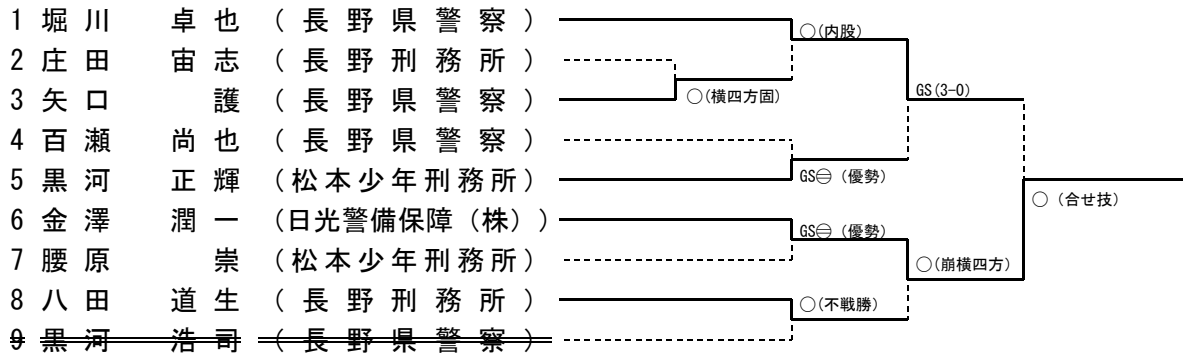 1 堀川 卓也 (長野県警察) ○(内股)
2 庄田 宙志 (長野刑務所)
3 矢口 護 (長野県警察) ○(横四方固) GS(3-0)
4 百瀬 尚也 (長野県警察)
5 黒河 正輝 (松本少年刑務所) GS㊀ (優勢)
○ (合せ技)
6 金澤 潤一 (日光警備保障(株)) GS㊀ (優勢)
7 腰原 崇 (松本少年刑務所) ○(崩横四方)
8 八田 道生 (長野刑務所) ○(不戦勝)
9 黒河 浩司 (長野県警察)